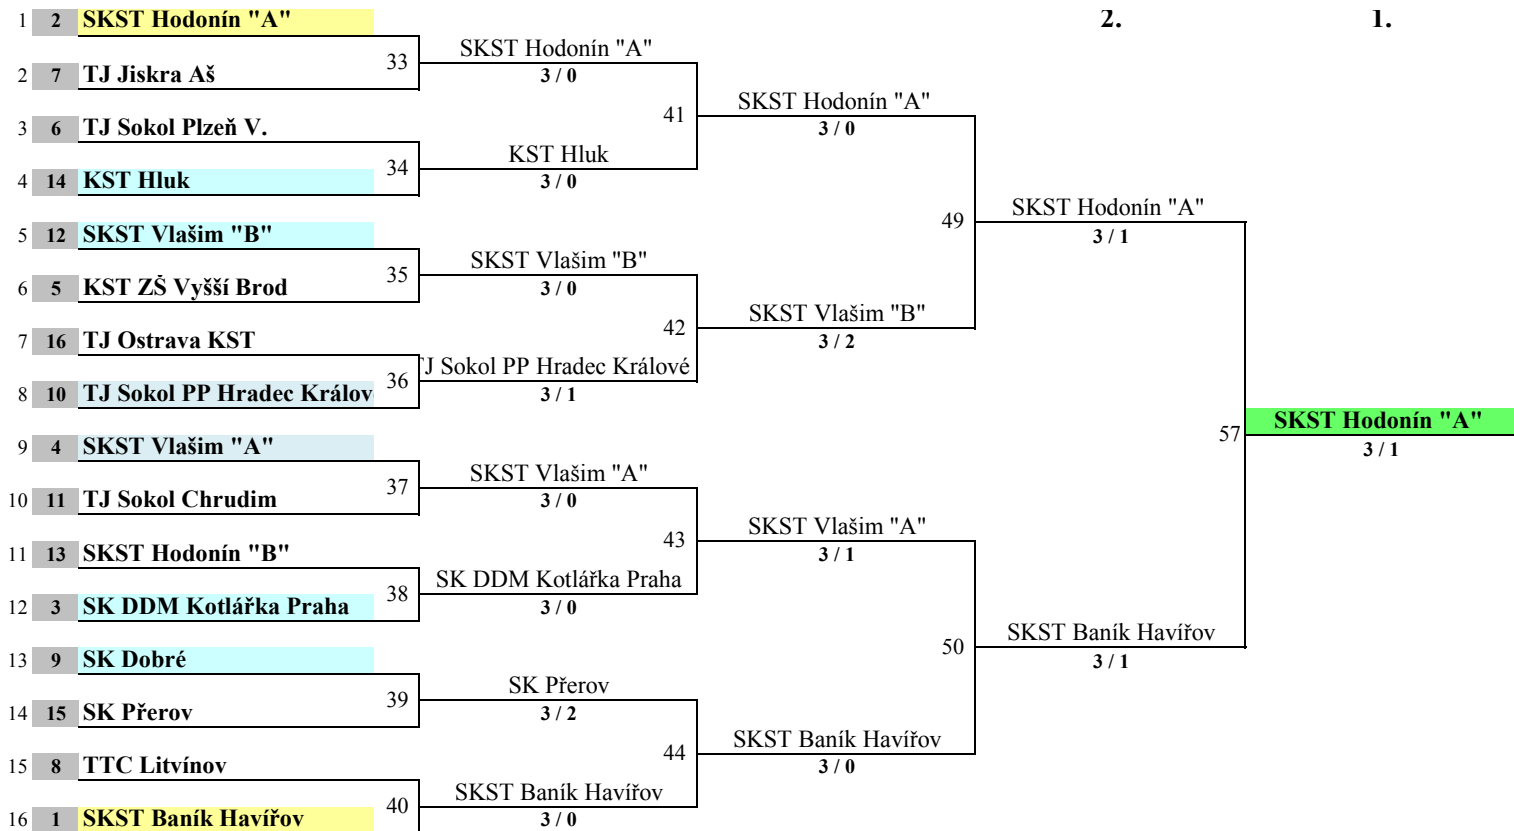 2. 1.
1 2 SKST Hodonín "A"
33 SKST Hodonín "A"
3 / 0
2 7 TJ Jiskra Aš
41 SKST Hodonín "A"
3 / 0
3 6 TJ Sokol Plzeň V.
34 KST Hluk
3 / 0
4 14 KST Hluk
49 SKST Hodonín "A"
3 / 1
5 12 SKST Vlašim "B"
35 SKST Vlašim "B"
3 / 0
6 5 KST ZŠ Vyšší Brod
42 SKST Vlašim "B"
3 / 2
7 16 TJ Ostrava KST
36 TJ Sokol PP Hradec Králové
3 / 1
8 10 TJ Sokol PP Hradec Králov
57 SKST Hodonín "A"
3 / 1
9 4 SKST Vlašim "A"
37 SKST Vlašim "A"
3 / 0
10 11 TJ Sokol Chrudim
43 SKST Vlašim "A"
3 / 1
11 13 SKST Hodonín "B"
38 SK DDM Kotlářka Praha
3 / 0
12 3 SK DDM Kotlářka Praha
50 SKST Baník Havířov
3 / 1
13 9 SK Dobré
39 SK Přerov
3 / 2
14 15 SK Přerov
44 SKST Baník Havířov
3 / 0
15 8 TTC Litvínov
40 SKST Baník Havířov
3 / 0
16 1 SKST Baník Havířov